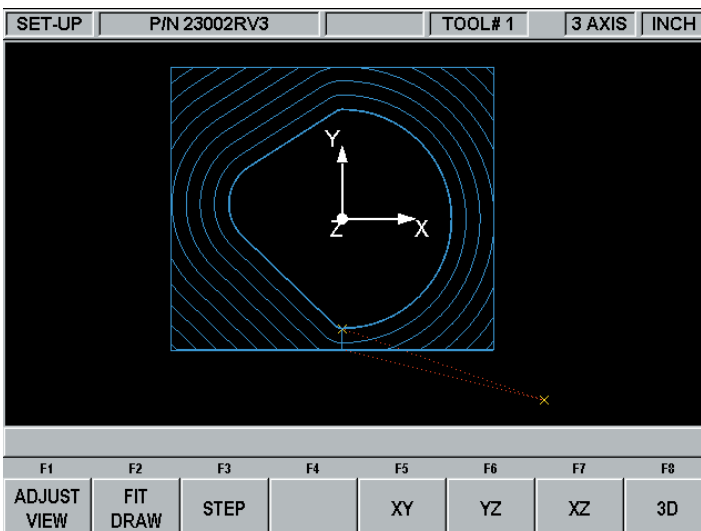 SET-UP P/N 23002RV3 TOOL# 1 3 AXIS INCH
Y
Z X
F1 F2 F3 F4 F5 F6 F7 F8
ADJUST VIEW FIT DRAW STEP XY YZ XZ 3D